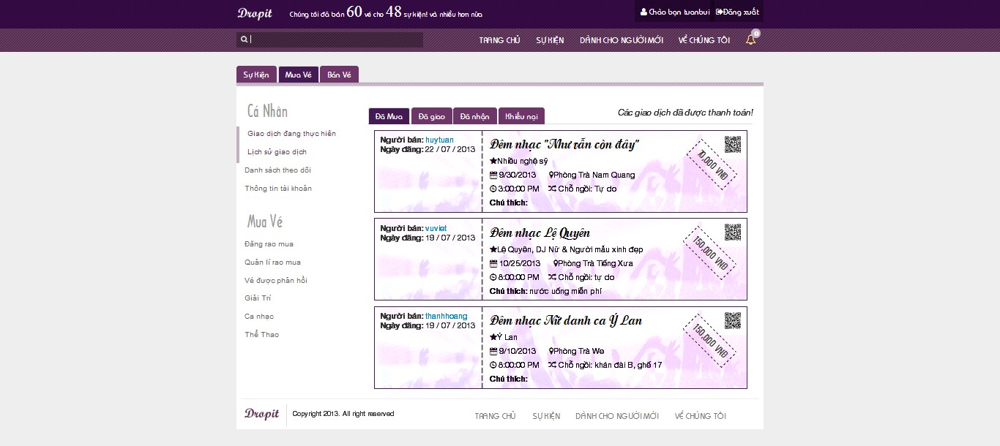 Dropit Chúng tôi đã bán 60 vé cho 48 sự kiện! và nhiều hơn nữa Chào bạn tuanbui Đăng xuất
TRANG CHỦ SỰ KIỆN DÀNH CHO NGƯỜI MỚI VỀ CHÚNG TÔI 0
Sự Kiện Mua Vé Bán Vé
Cá Nhân
Giao dịch đang thực hiện
Lịch sử giao dịch
Danh sách theo dõi
Thông tin tài khoản
Mua Vé
Đăng rao mua
Quản lí rao mua
Vé được phản hồi
Giải Trí
Ca nhạc
Thể Thao
Đã Mua Đã giao Đã nhận Khiếu nại Các giao dịch đã được thanh toán!
Người bán: huytuan
Ngày đăng: 22 / 07 / 2013
Đêm nhạc "Như vẫn còn đây"
Nhiều nghệ sỹ
9/30/2013 Phòng Trà Nam Quang
3:00:00 PM Chỗ ngồi: Tự do
Chú thích:
70,000 VND
Người bán: vuviet
Ngày đăng: 19 / 07 / 2013
Đêm nhạc Lệ Quyên
Lệ Quyên, DJ Nữ & Người mẫu xinh đẹp
10/25/2013 Phòng Trà Tiếng Xưa
8:00:00 PM Chỗ ngồi: tự do
Chú thích: nước uống miễn phí
150,000 VND
Người bán: thanhhoang
Ngày đăng: 19 / 07 / 2013
Đêm nhạc Nữ danh ca Ý Lan
Ý Lan
9/10/2013 Phòng Trà We
8:00:00 PM Chỗ ngồi: khán đài B, ghế 17
Chú thích:
150,000 VND
Dropit Copyright 2013. All right reserved TRANG CHỦ SỰ KIỆN DÀNH CHO NGƯỜI MỚI VỀ CHÚNG TÔI